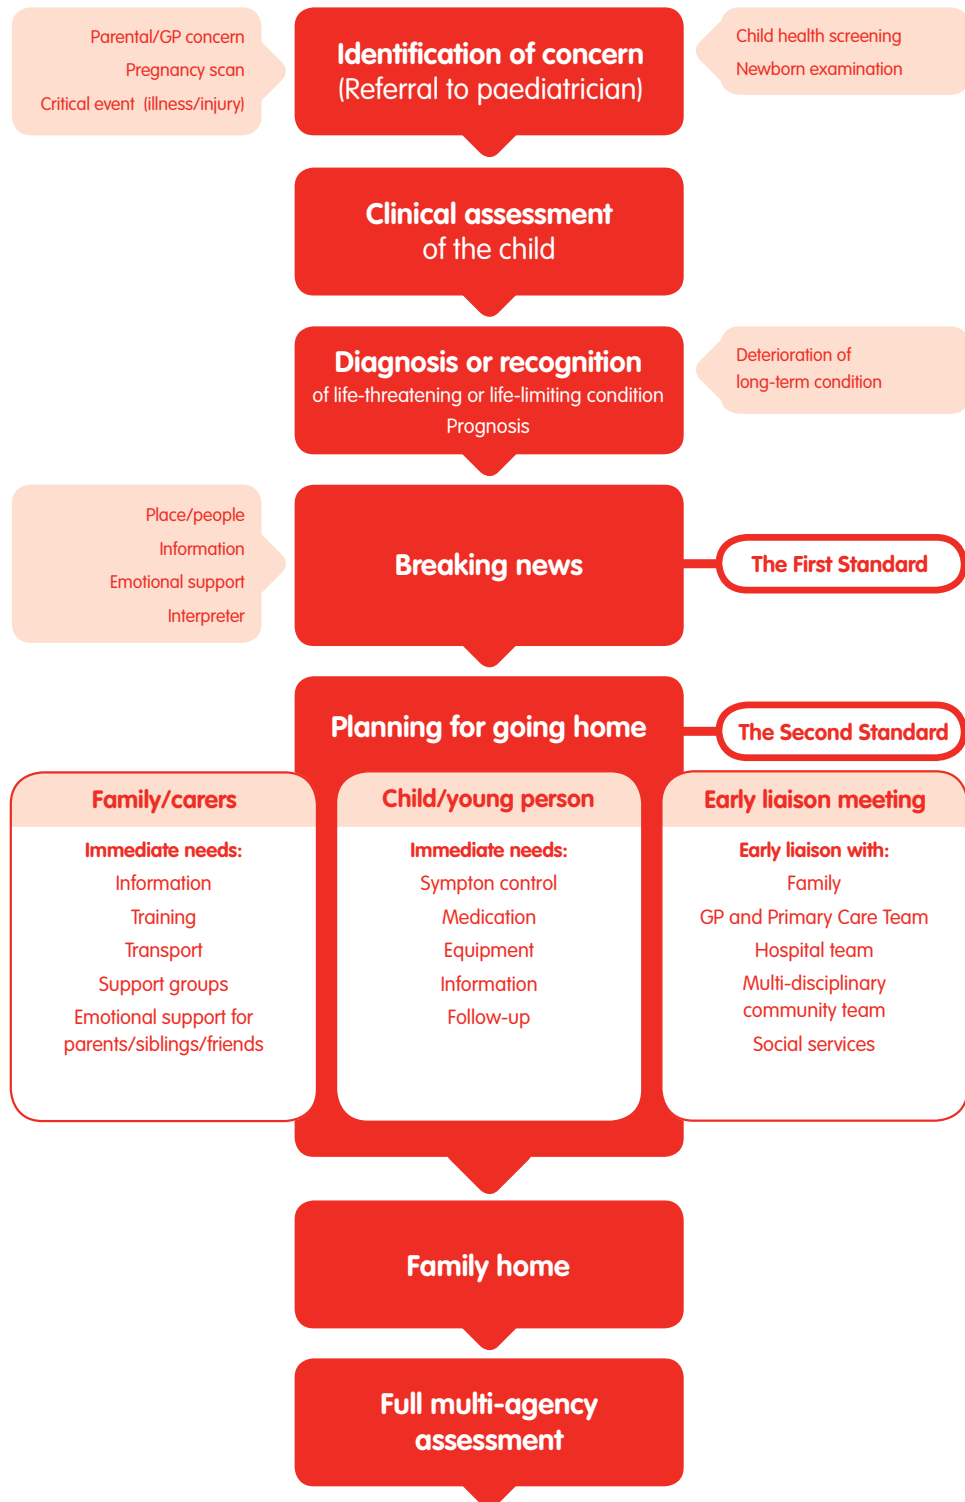 Parental/GP concern
Pregnancy scan
Critical event (illness/injury)
Identification of concern
(Referral to paediatrician)
Child health screening
Newborn examination
Clinical assessment
of the child
Diagnosis or recognition
of life-threatening or life-limiting condition
Prognosis
Deterioration of
long-term condition
Place/people
Information
Emotional support
Interpreter
Breaking news
The First Standard
Planning for going home
The Second Standard
Family/carers
Immediate needs:
Information
Training
Transport
Support groups
Emotional support for
parents/siblings/friends
Child/young person
Immediate needs:
Sympton control
Medication
Equipment
Information
Follow-up
Early liaison meeting
Early liaison with:
Family
GP and Primary Care Team
Hospital team
Multi-disciplinary
community team
Social services
Family home
Full multi-agency
assessment